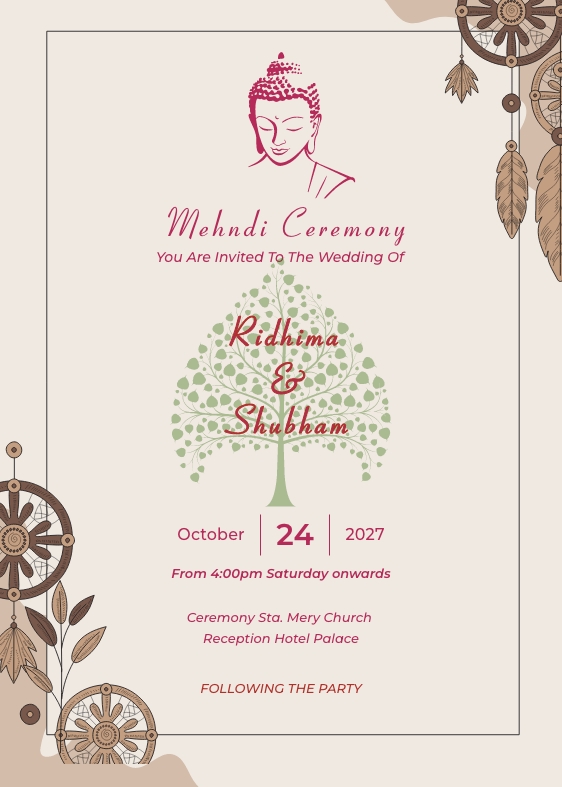 Mehndi Ceremony
You Are Invited To The Wedding Of
Ridhima
&
Shubham
October 24 2027
From 4:00pm Saturday onwards
Ceremony Sta. Mery Church
Reception Hotel Palace
FOLLOWING THE PARTY